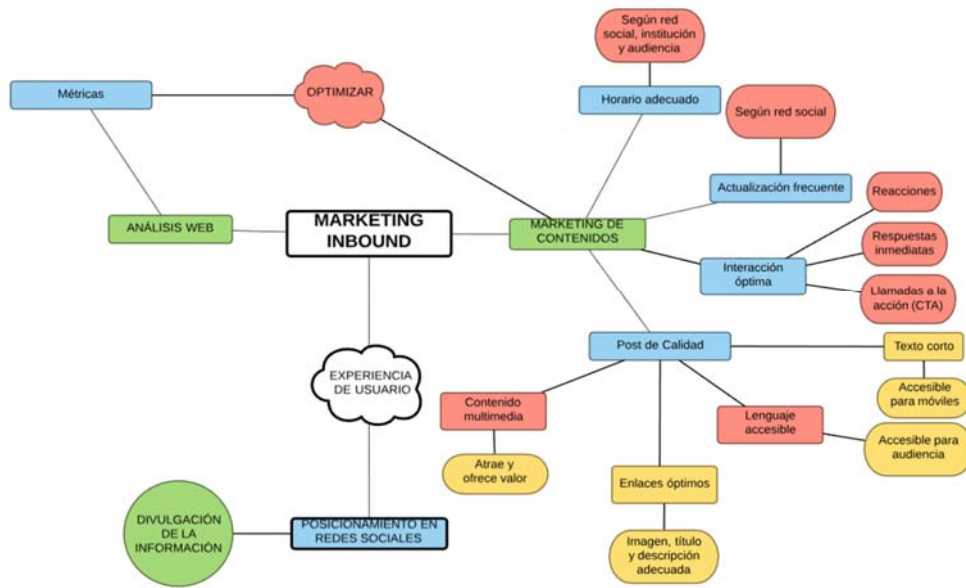 Según red
social, institución
y audiencia
Métricas
OPTIMIZAR
Horario adecuado
Según red social
Actualización frecuente
Reacciones
ANÁLISIS WEB
MARKETING
INBOUND
MARKETING DE
CONTENIDOS
Respuestas
inmediatas
Interacción
óptima
Llamadas a la
acción (CTA)
Post de Calidad
Texto corto
EXPERIENCIA
DE USUARIO
Accesible
para móviles
Contenido
multimedia
Lenguaje
accesible
Accesible para
audiencia
Atrae y
ofrece valor
Enlaces óptimos
DIVULGACIÓN
DE LA
INFORMACIÓN
POSICIONAMIENTO EN
REDES SOCIALES
Imagen, título
y descripción
adecuada